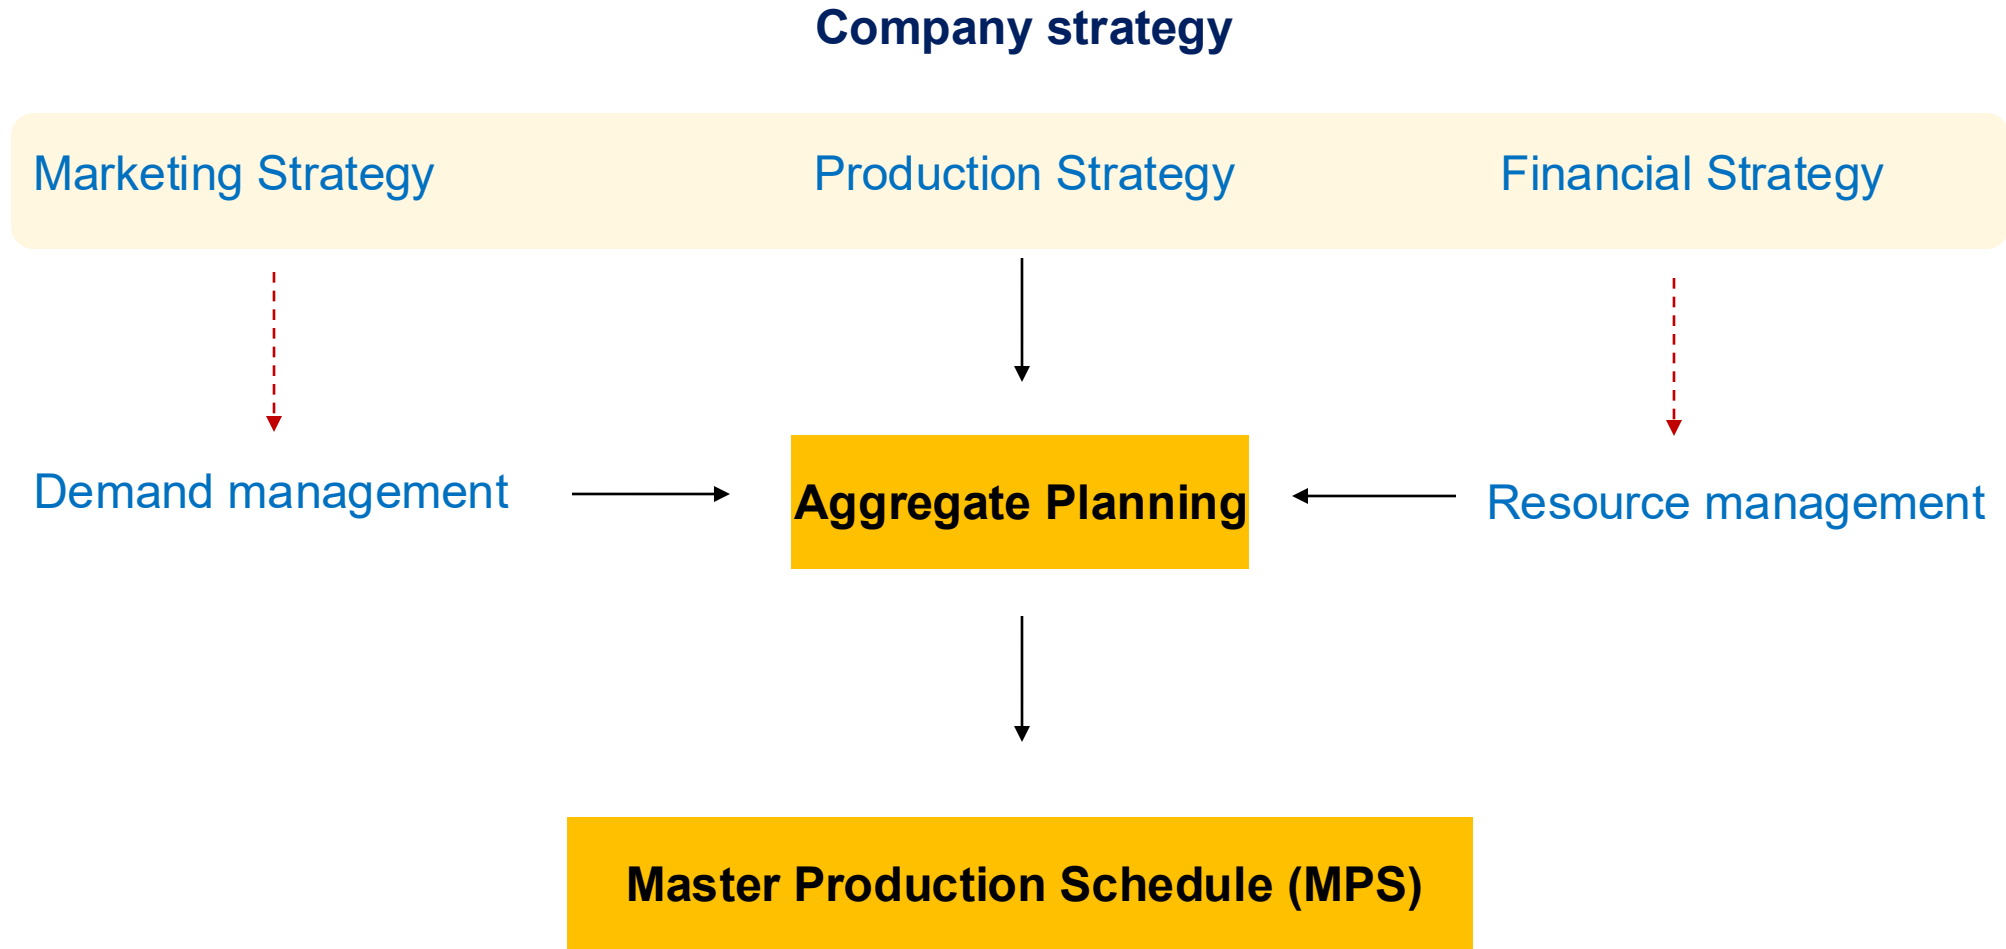 Company strategy
Marketing Strategy
Production Strategy
Financial Strategy
Demand management
Aggregate Planning
Resource management
Master Production Schedule (MPS)